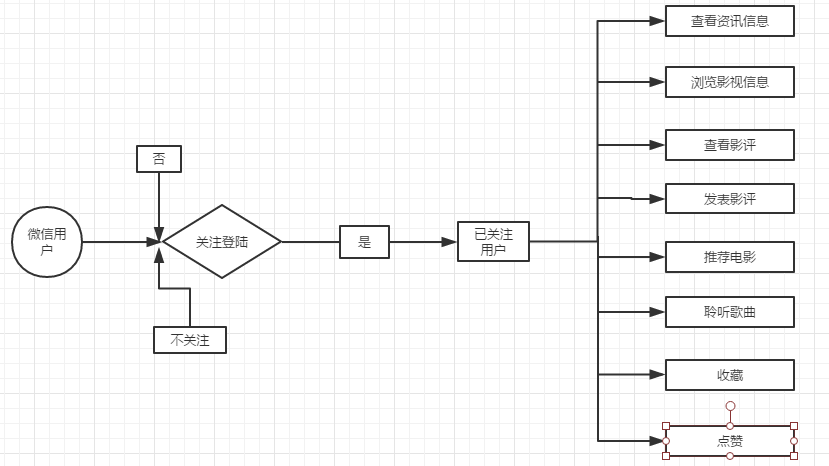 微信用
户
否
关注登陆
不关注
是
已关注
用户
查看资讯信息
浏览影视信息
查看影评
发表影评
推荐电影
聆听歌曲
收藏
点赞